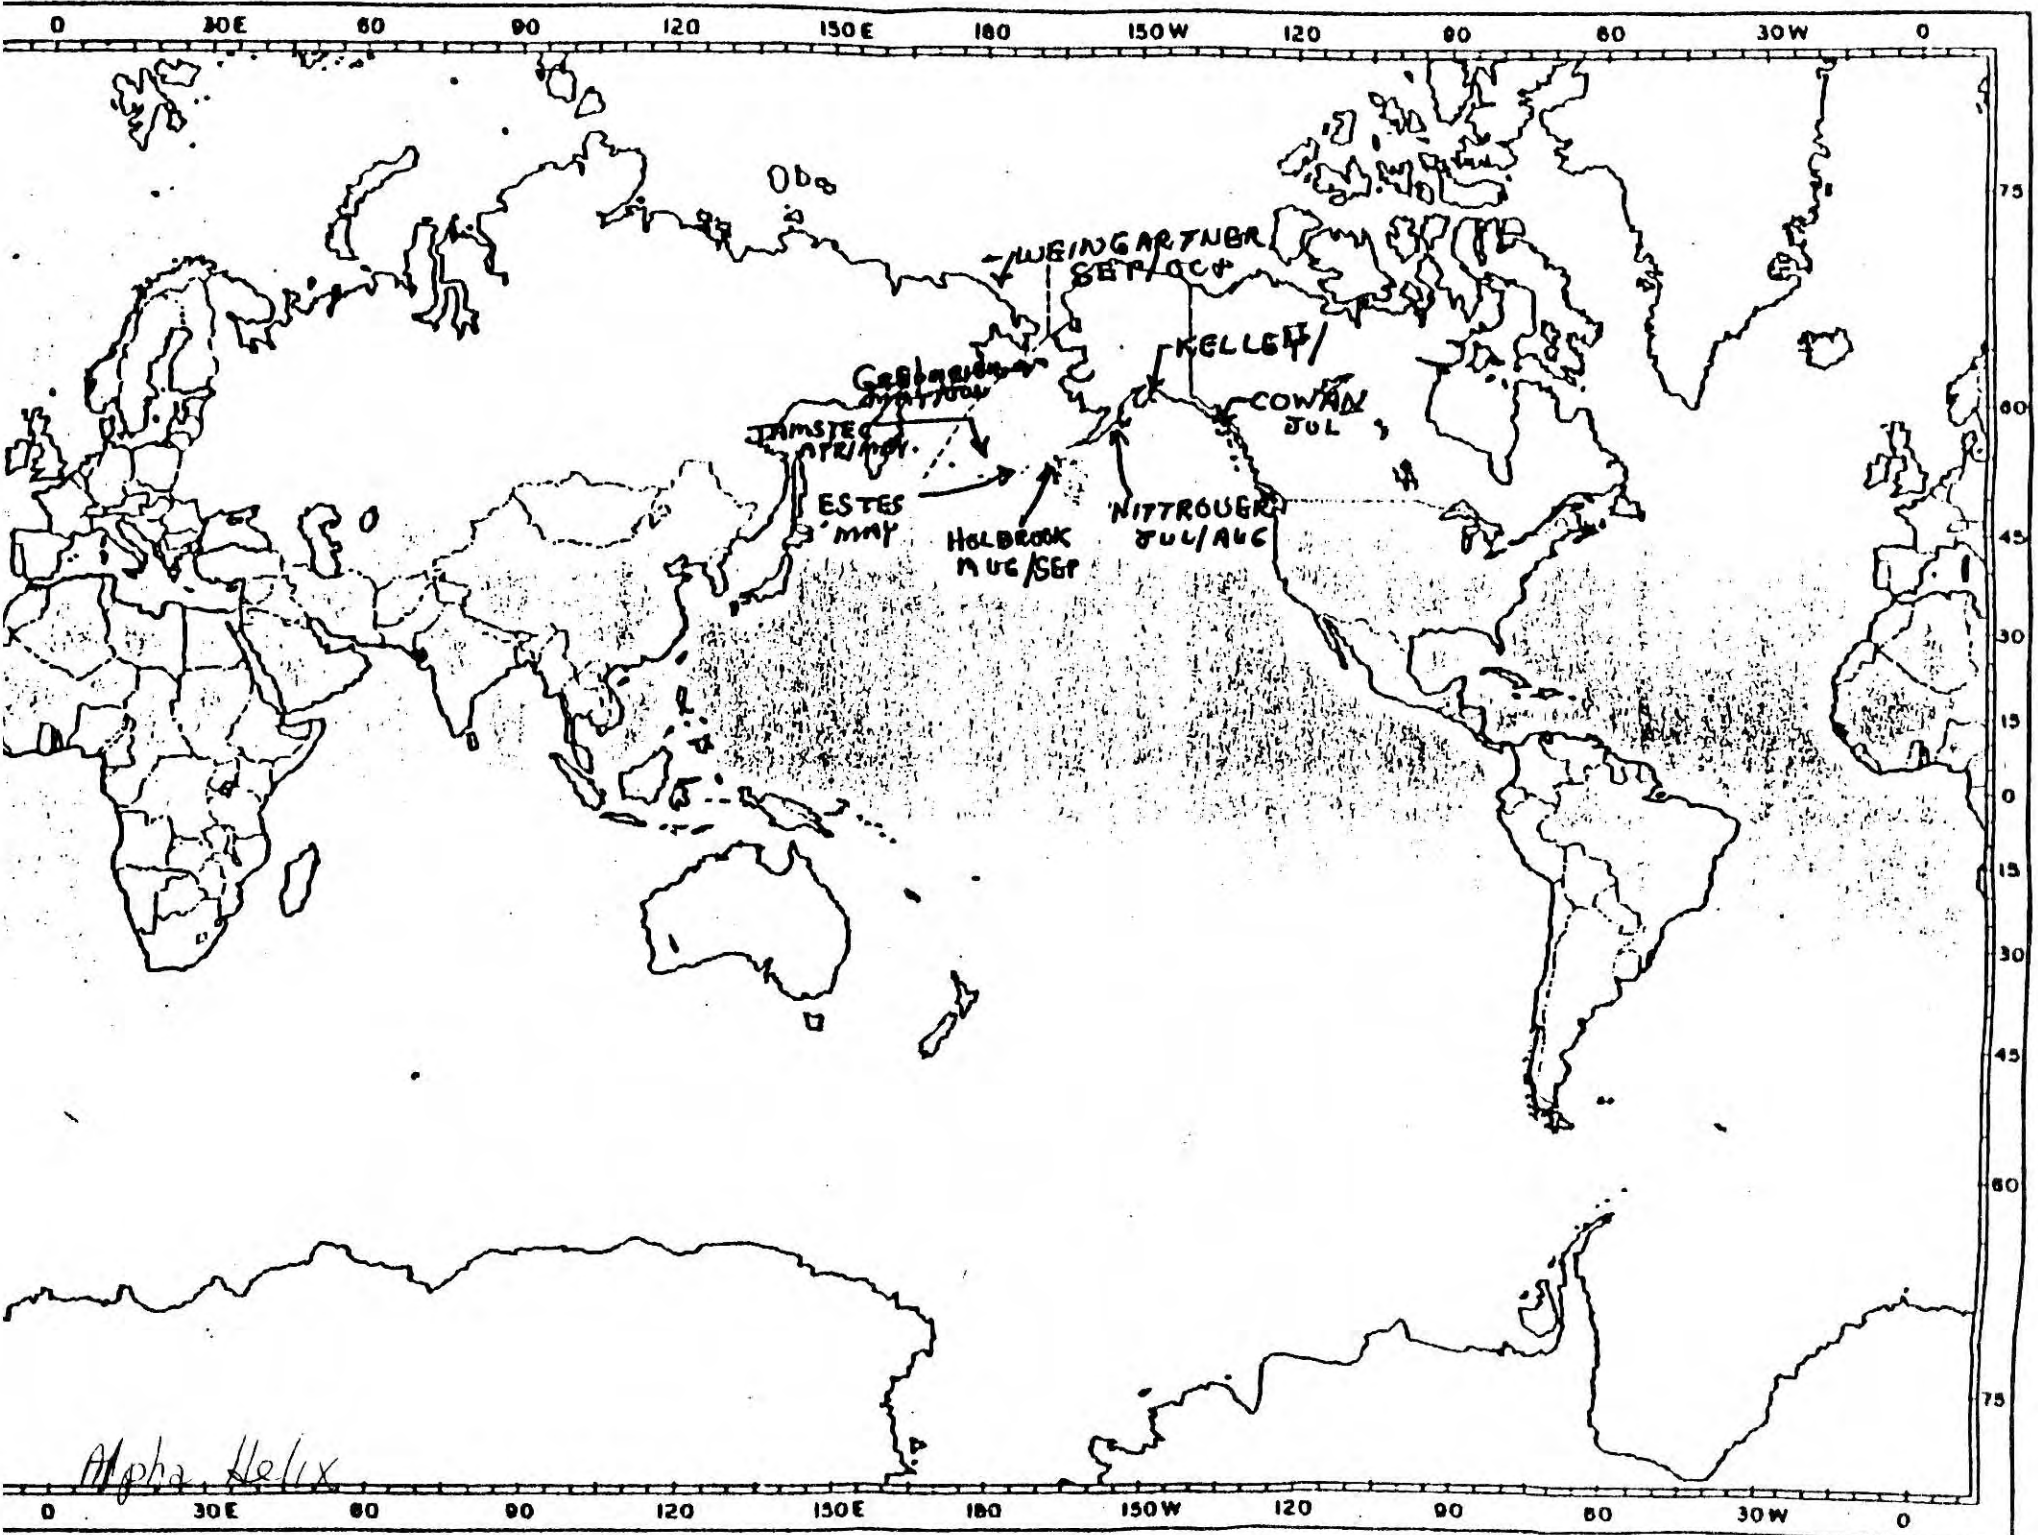 0 30E 60 90 120 150E 180 150W 120 90 60 30W 0
75
60
45
30
15
0
15
30
45
60
75
WEINGARTNER
SEP/OCT
COWAN
JUL
JAMSTEC
APR/MAY
ESTES
MAY
HOLBROOK
AUG/SEP
NITTROUER
JUL/AUG
Alpha Helix
0 30E 60 90 120 150E 180 150W 120 90 60 30W 0